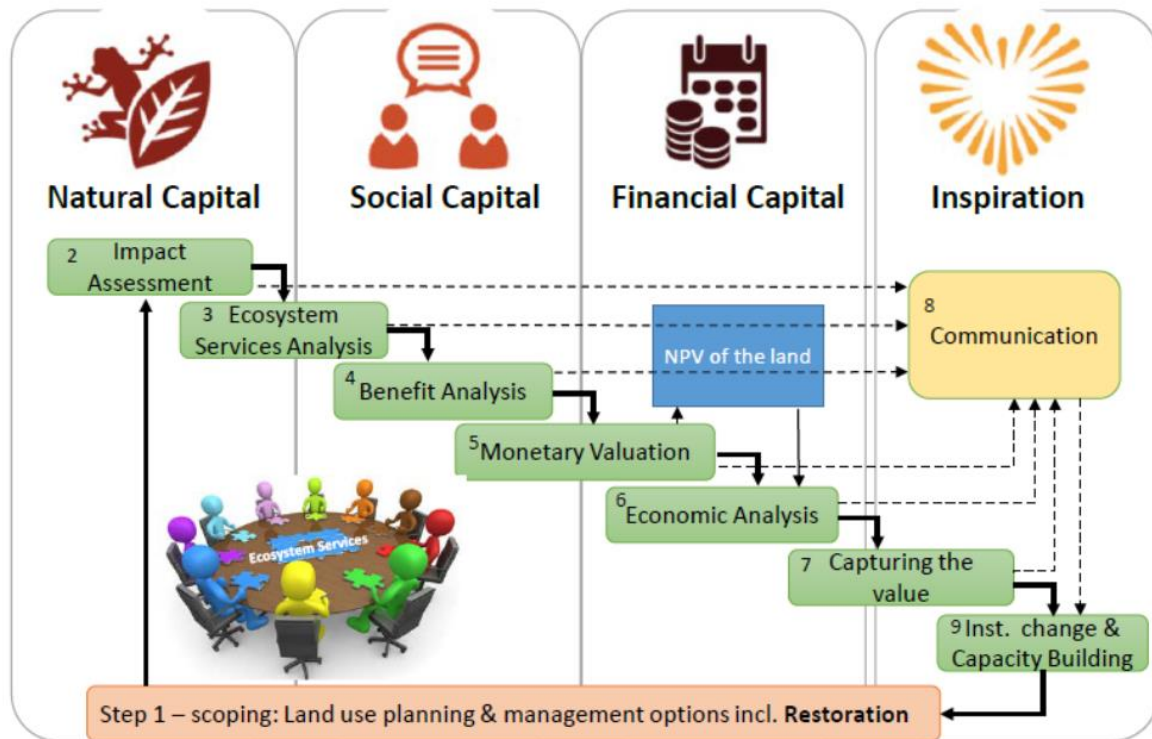 Natural Capital
Social Capital
Financial Capital
Inspiration
2 Impact
Assessment
3 Ecosystem
Services Analysis
4 Benefit Analysis
5 Monetary Valuation
NPV of the land
6 Economic Analysis
7 Capturing the
value
8
Communication
9 Inst. change &
Capacity Building
Ecosystem Services
Step 1 – scoping: Land use planning & management options incl. Restoration